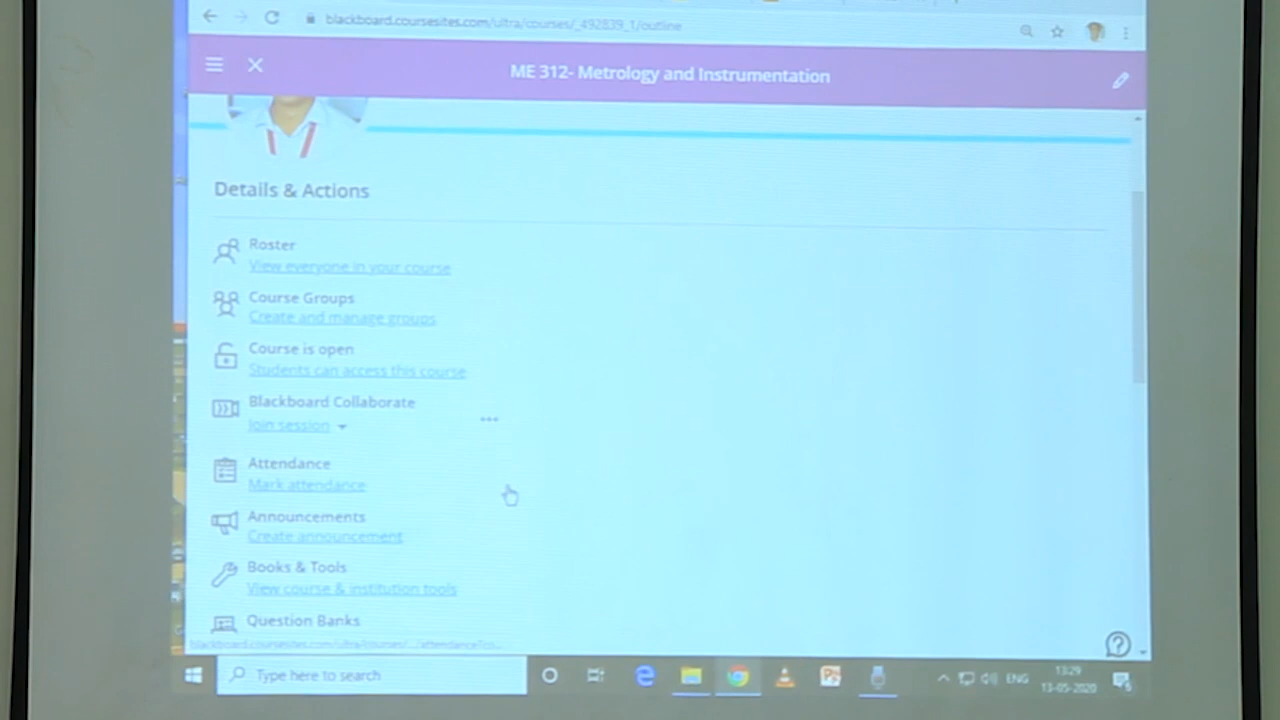 blackboard.coursesites.com/ultra/courses/_492839_1/outline
ME 312- Metrology and Instrumentation
Details & Actions
Roster
View everyone in your course
Course Groups
Create and manage groups
Course is open
Students can access this course
Blackboard Collaborate
Join session
Attendance
Mark attendance
Announcements
Create announcement
Books & Tools
View course & institution tools
Question Banks
Type here to search
ENG
13:29
13-05-2020